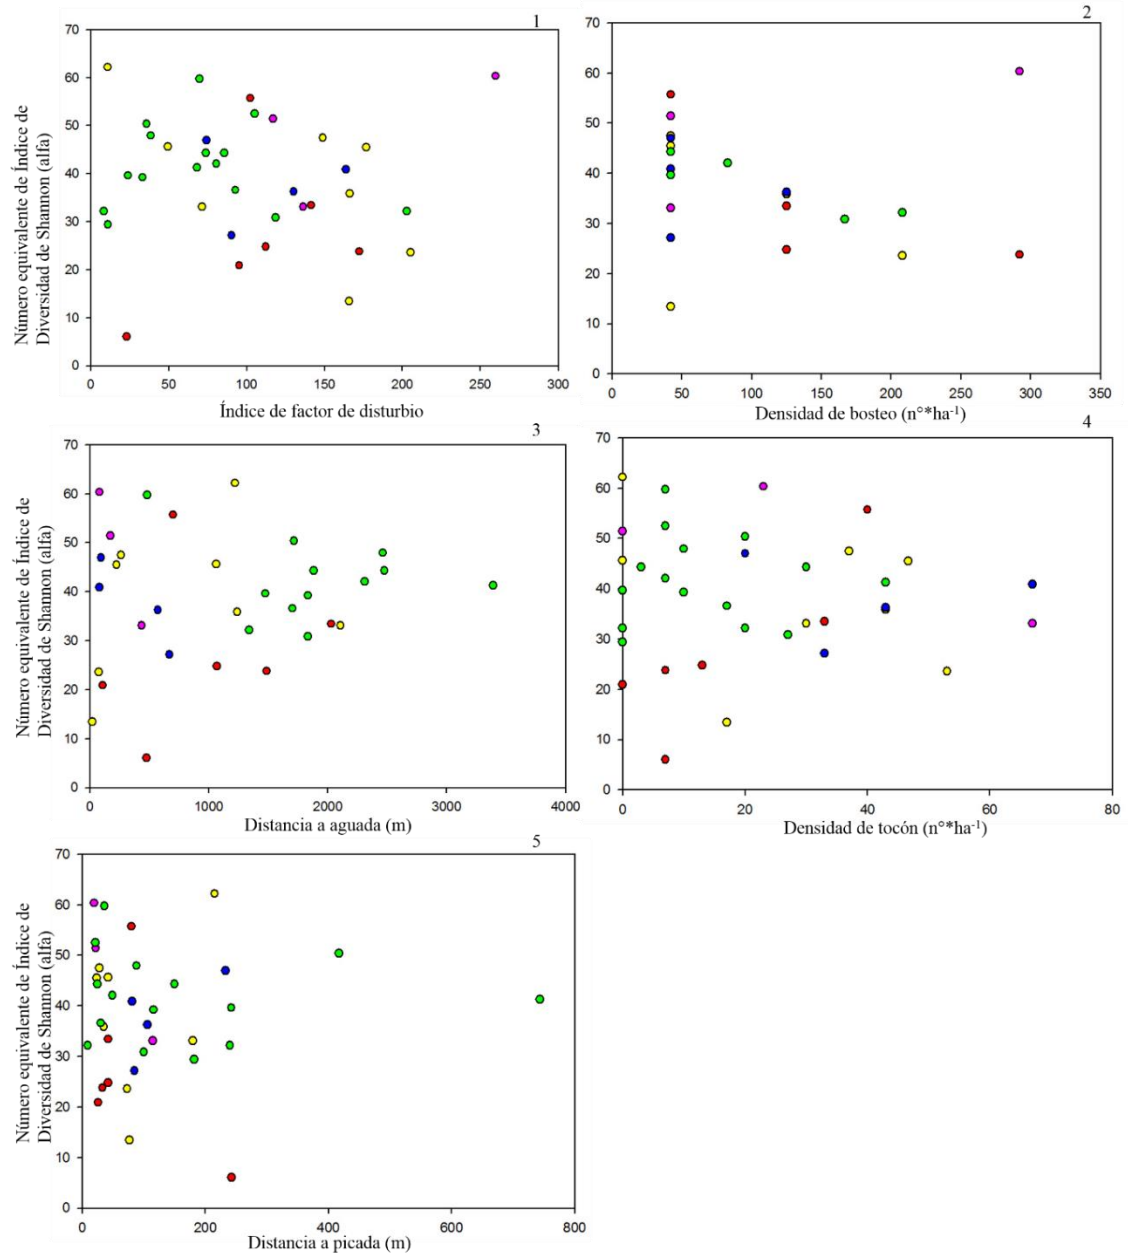 1
70
60
50
40
30
20
10
0
Número equivalente de Índice de
Diversidad de Shannon (alfa)
0 50 100 150 200 250 300
Índice de factor de disturbio
2
70
60
50
40
30
20
10
0
0 50 100 150 200 250 300 350
Densidad de bosteo (n°*ha⁻¹)
3
70
60
50
40
30
20
10
0
Número equivalente de Índice de
Diversidad de Shannon (alfa)
0 1000 2000 3000 4000
Distancia a aguada (m)
4
70
60
50
40
30
20
10
0
0 20 40 60 80
Densidad de tocón (n°*ha⁻¹)
5
70
60
50
40
30
20
10
0
Número equivalente de Índice de
Diversidad de Shannon (alfa)
0 200 400 600 800
Distancia a picada (m)